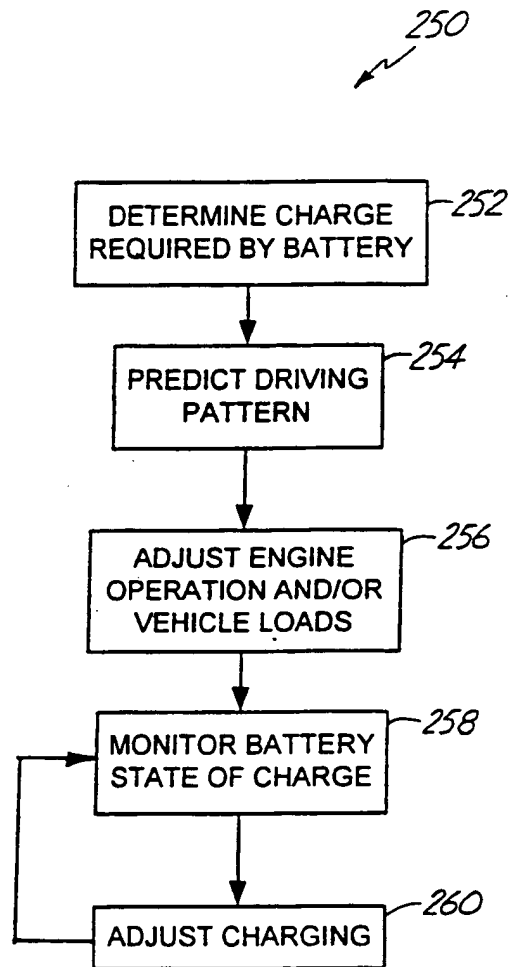 250
DETERMINE CHARGE
REQUIRED BY BATTERY
252
PREDICT DRIVING
PATTERN
254
ADJUST ENGINE
OPERATION AND/OR
VEHICLE LOADS
256
MONITOR BATTERY
STATE OF CHARGE
258
ADJUST CHARGING
260